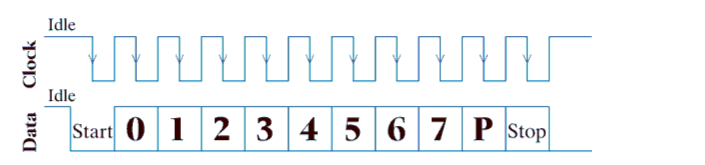 Idle
Clock
Idle
Data
Start 0 1 2 3 4 5 6 7 P Stop